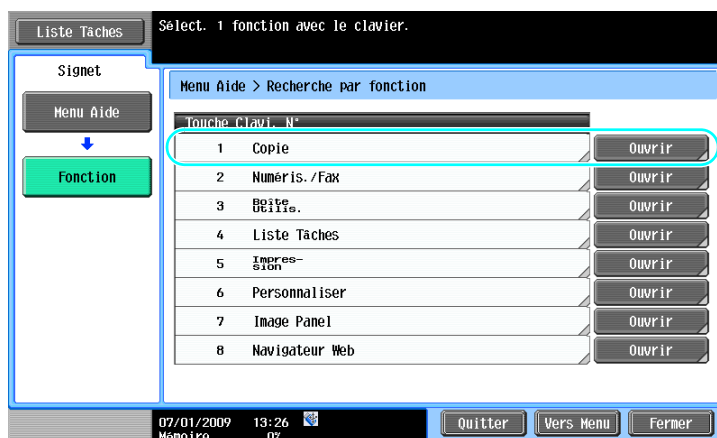 Liste Tâches
Sélect. 1 fonction avec le clavier.
Signet
Menu Aide > Recherche par fonction
Menu Aide
Touche Clavi. N°
1 Copie Ouvrir
Fonction
2 Numéris./Fax Ouvrir
3 Boîte Utilis. Ouvrir
4 Liste Tâches Ouvrir
5 Impres-
sion Ouvrir
6 Personnaliser Ouvrir
7 Image Panel Ouvrir
8 Navigateur Web Ouvrir
07/01/2009 13:26
Mémoire 0%
Quitter Vers Menu Fermer